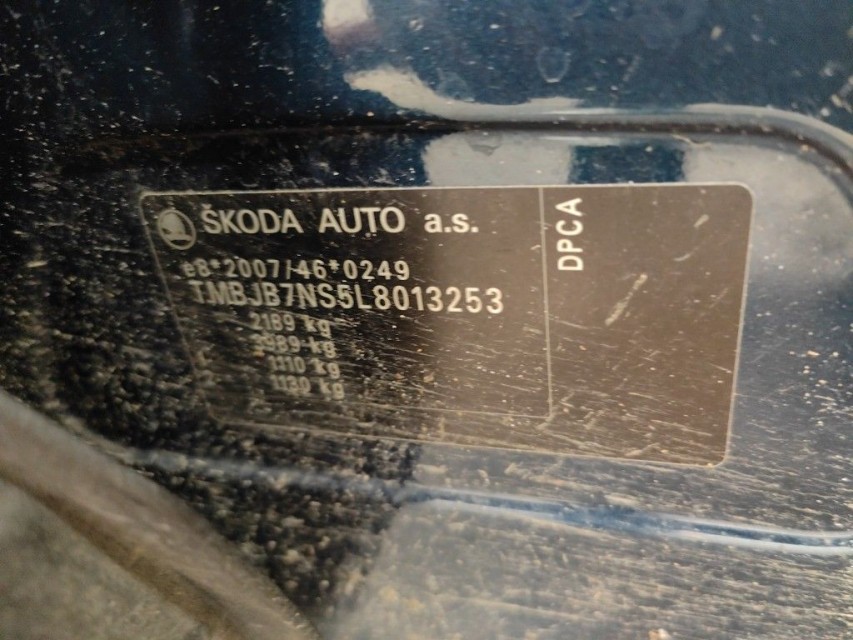 ŠKODA AUTO a.s.
e8*2007/46*0249
TMBJB7NS5L8013253
2189 kg
3989 kg
1110 kg
1130 kg
DPCA